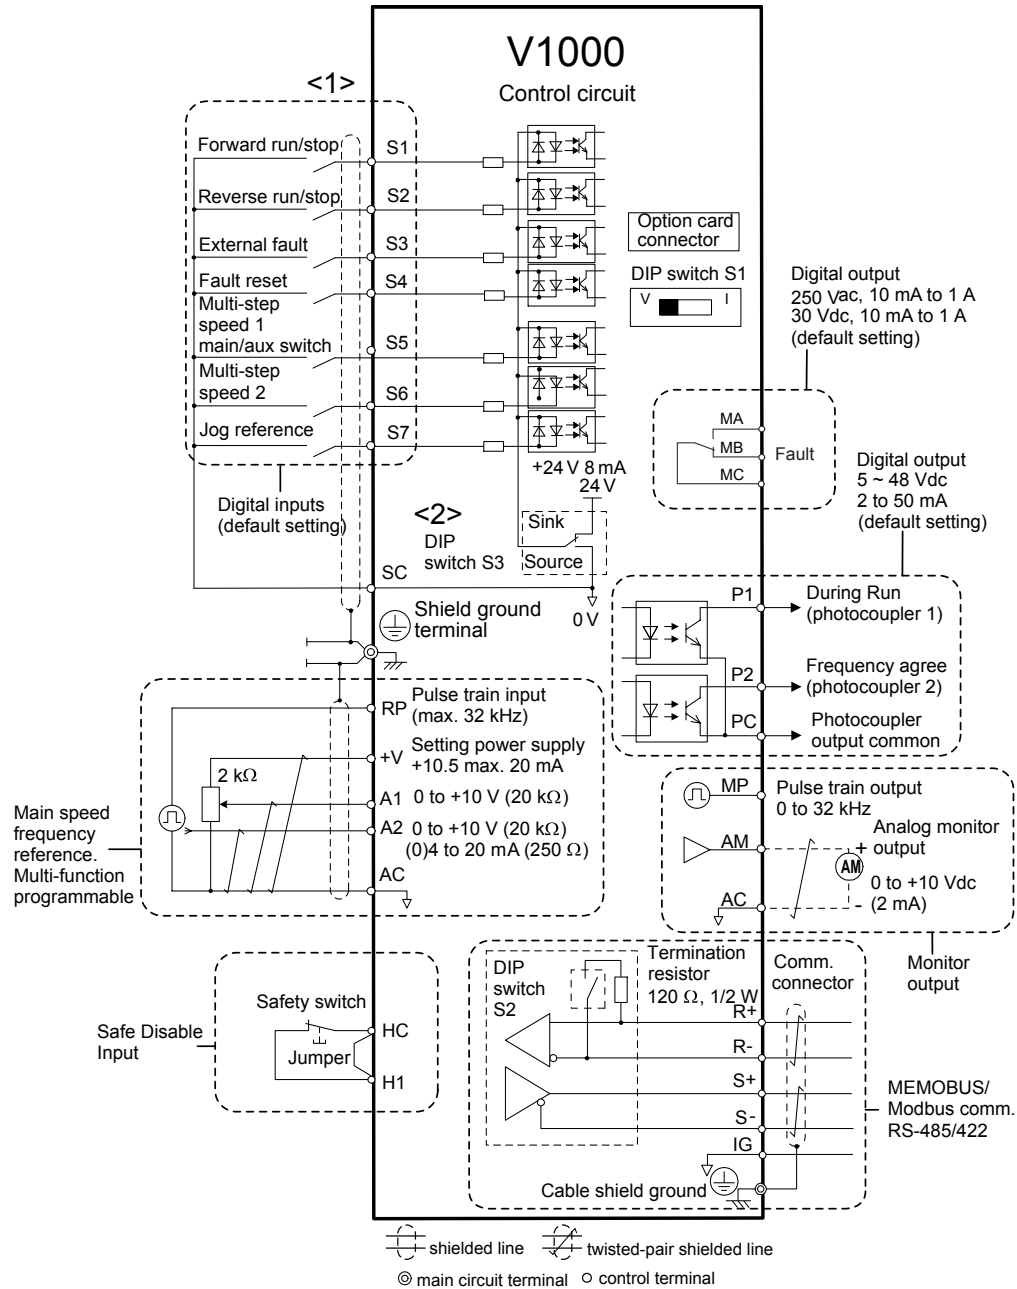 V1000
Control circuit
<1>
Forward run/stop
S1
Reverse run/stop
S2
External fault
S3
Fault reset
S4
Multi-step
speed 1
main/aux switch
S5
Multi-step
speed 2
S6
Jog reference
S7
Digital inputs
(default setting)
Option card
connector
DIP switch S1
V I
+24 V 8 mA
24 V
<2>
DIP
switch S3
Sink
Source
SC
0 V
Shield ground
terminal
Digital output
250 Vac, 10 mA to 1 A
30 Vdc, 10 mA to 1 A
(default setting)
MA
MB
MC
Fault
Digital output
5 ~ 48 Vdc
2 to 50 mA
(default setting)
P1
During Run
(photocoupler 1)
P2
Frequency agree
(photocoupler 2)
PC
Photocoupler
output common
RP
Pulse train input
(max. 32 kHz)
+V
Setting power supply
+10.5 max. 20 mA
2 kΩ
A1
0 to +10 V (20 kΩ)
A2
0 to +10 V (20 kΩ)
(0)4 to 20 mA (250 Ω)
AC
Main speed
frequency
reference.
Multi-function
programmable
MP
Pulse train output
0 to 32 kHz
AM
Analog monitor
+ output
AM
0 to +10 Vdc
(2 mA)
AC
-
Monitor
output
Safe Disable
Input
Safety switch
Jumper
HC
H1
DIP
switch
S2
Termination
resistor
120 Ω, 1/2 W
Comm.
connector
R+
R-
S+
S-
IG
MEMOBUS/
Modbus comm.
RS-485/422
Cable shield ground
shielded line
twisted-pair shielded line
main circuit terminal
control terminal